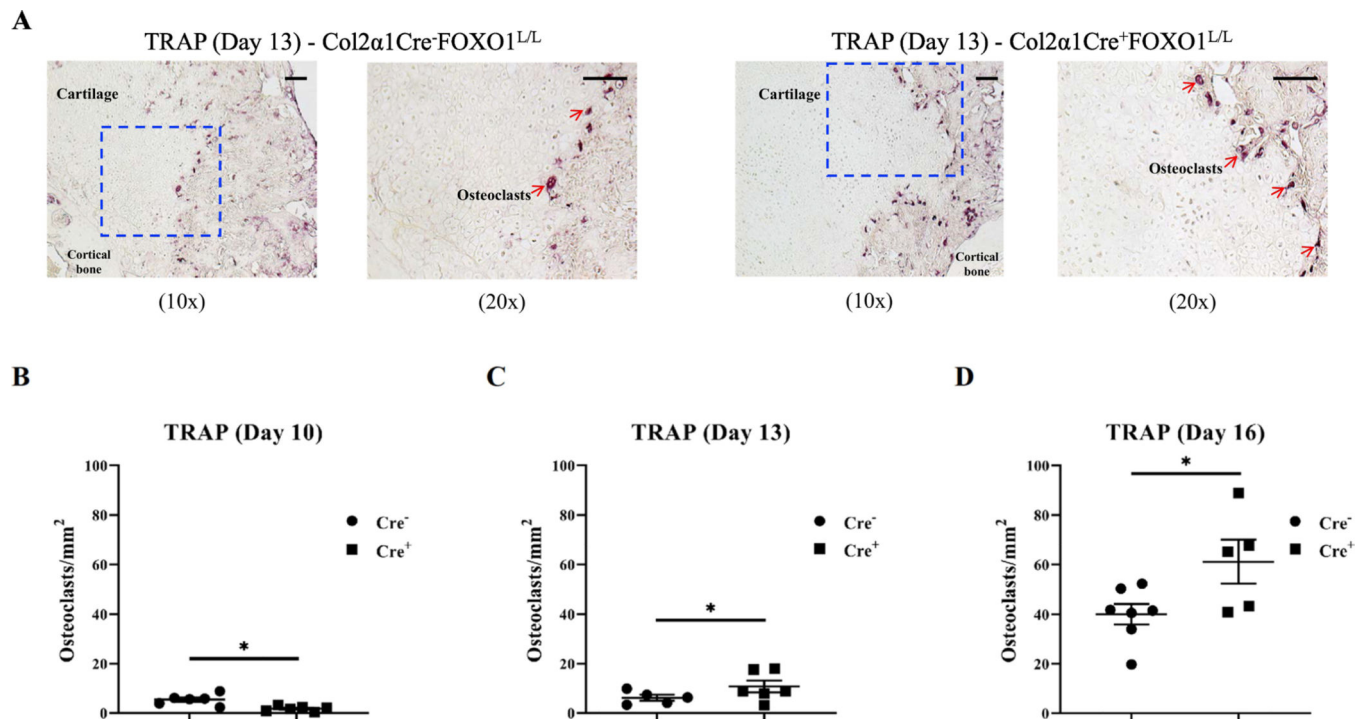 A
TRAP (Day 13) - Col2α1Cre⁻FOXO1ᴸ/ᴸ
TRAP (Day 13) - Col2α1Cre⁺FOXO1ᴸ/ᴸ
Cartilage
Cortical
bone
Osteoclasts
Cartilage
Cortical
bone
Osteoclasts
(10x)
(20x)
(10x)
(20x)
B
TRAP (Day 10)
Osteoclasts/mm²
100
80
60
40
20
0
*
Cre⁻
Cre⁺
C
TRAP (Day 13)
Osteoclasts/mm²
100
80
60
40
20
0
*
Cre⁻
Cre⁺
D
TRAP (Day 16)
Osteoclasts/mm²
100
80
60
40
20
0
*
Cre⁻
Cre⁺